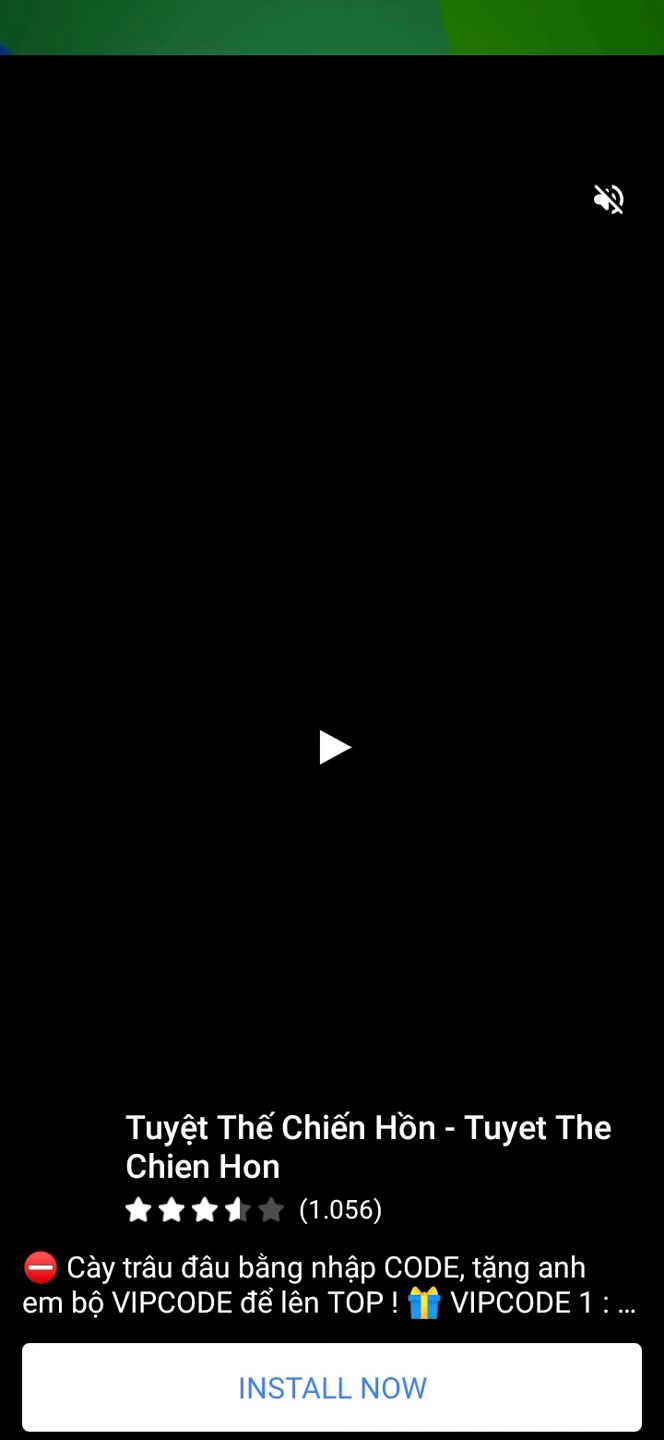 Tuyệt Thế Chiến Hồn - Tuyet The
Chien Hon
(1.056)
⛔ Cày trâu đâu bằng nhập CODE, tặng anh
em bộ VIPCODE để lên TOP ! 🎁 VIPCODE 1 : ...
INSTALL NOW